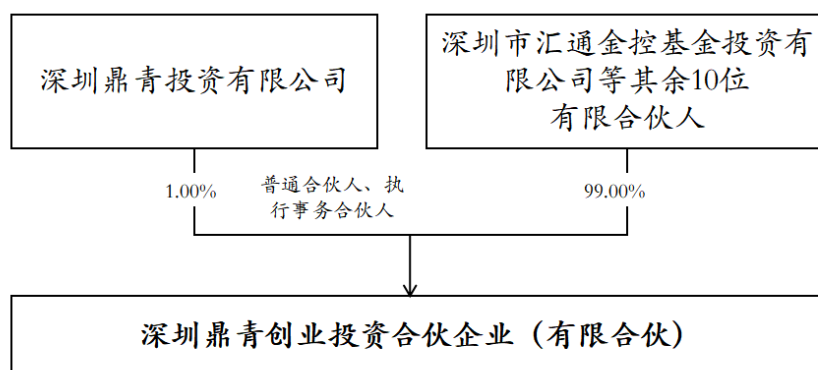 深圳鼎青投资有限公司
深圳市汇通金控基金投资有
限公司等其余10位
有限合伙人
1.00%
普通合伙人、执
行事务合伙人
99.00%
深圳鼎青创业投资合伙企业（有限合伙）